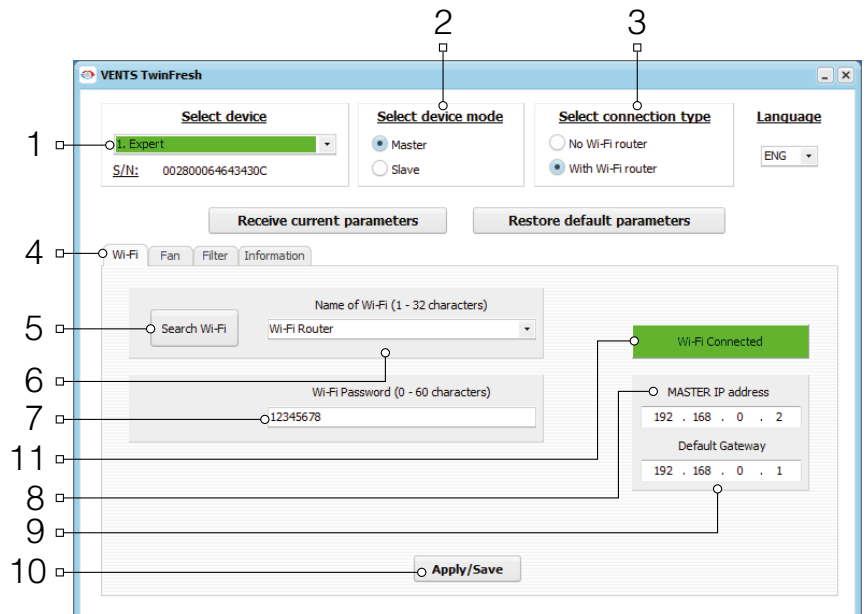 2
3
VENTS TwinFresh
Select device
Select device mode
Select connection type
Language
1
1. Expert
Master
No Wi-Fi router
ENG
S/N: 002800064643430C
Slave
With Wi-Fi router
Receive current parameters
Restore default parameters
4
Wi-Fi
Fan
Filter
Information
5
Search Wi-Fi
Name of Wi-Fi (1 - 32 characters)
Wi-Fi Router
Wi-Fi Connected
6
Wi-Fi Password (0 - 60 characters)
MASTER IP address
7
12345678
192 . 168 . 0 . 2
Default Gateway
11
192 . 168 . 0 . 1
8
9
10
Apply/Save